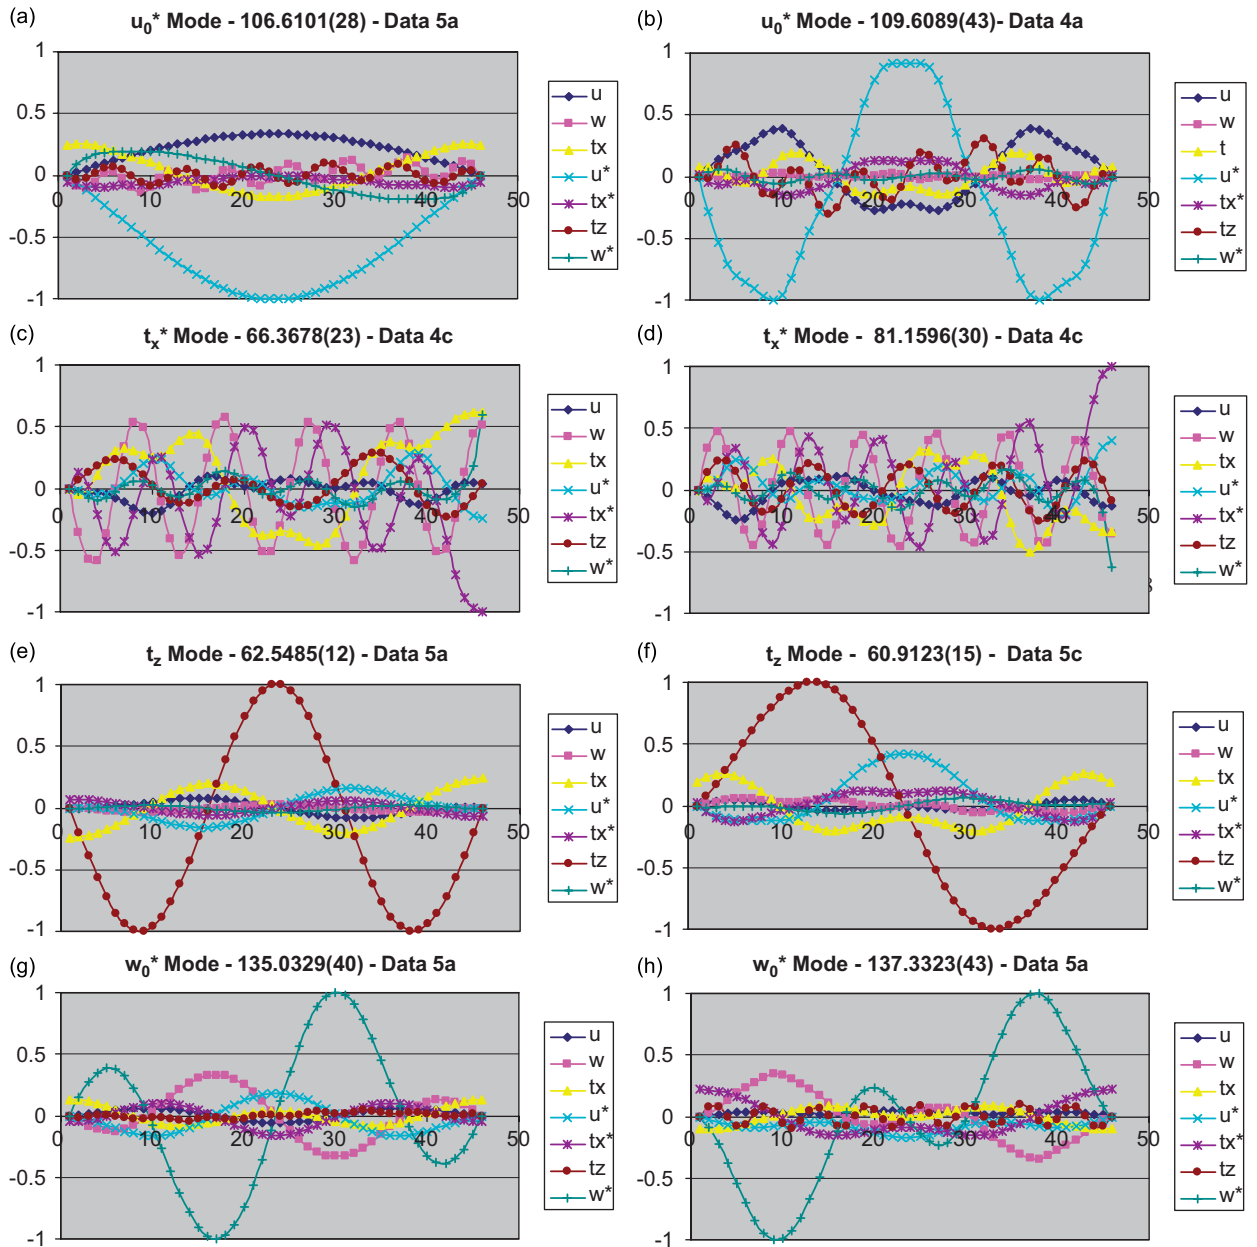 (a) u0* Mode - 106.6101(28) - Data 5a
1
0.5
0
-0.5
-1
0 10 20 30 40 50
u
w
tx
u*
tx*
tz
w*
(b) u0* Mode - 109.6089(43) - Data 4a
1
0.5
0
-0.5
-1
0 10 20 30 40 50
u
w
t
u*
tx*
tz
w*
(c) tx* Mode - 66.3678(23) - Data 4c
1
0.5
0
-0.5
-1
0 10 20 30 40 50
u
w
tx
u*
tx*
tz
w*
(d) tx* Mode - 81.1596(30) - Data 4c
1
0.5
0
-0.5
-1
0 10 20 30 40 50
u
w
tx
u*
tx*
tz
w*
(e) tz Mode - 62.5485(12) - Data 5a
1
0.5
0
-0.5
-1
0 10 20 30 40 50
u
w
tx
u*
tx*
tz
w*
(f) tz Mode - 60.9123(15) - Data 5c
1
0.5
0
-0.5
-1
0 10 20 30 40 50
u
w
tx
u*
tx*
tz
w*
(g) w0* Mode - 135.0329(40) - Data 5a
1
0.5
0
-0.5
-1
0 10 20 30 40 50
u
w
tx
u*
tx*
tz
w*
(h) w0* Mode - 137.3323(43) - Data 5a
1
0.5
0
-0.5
-1
0 10 20 30 40 50
u
w
tx
u*
tx*
tz
w*